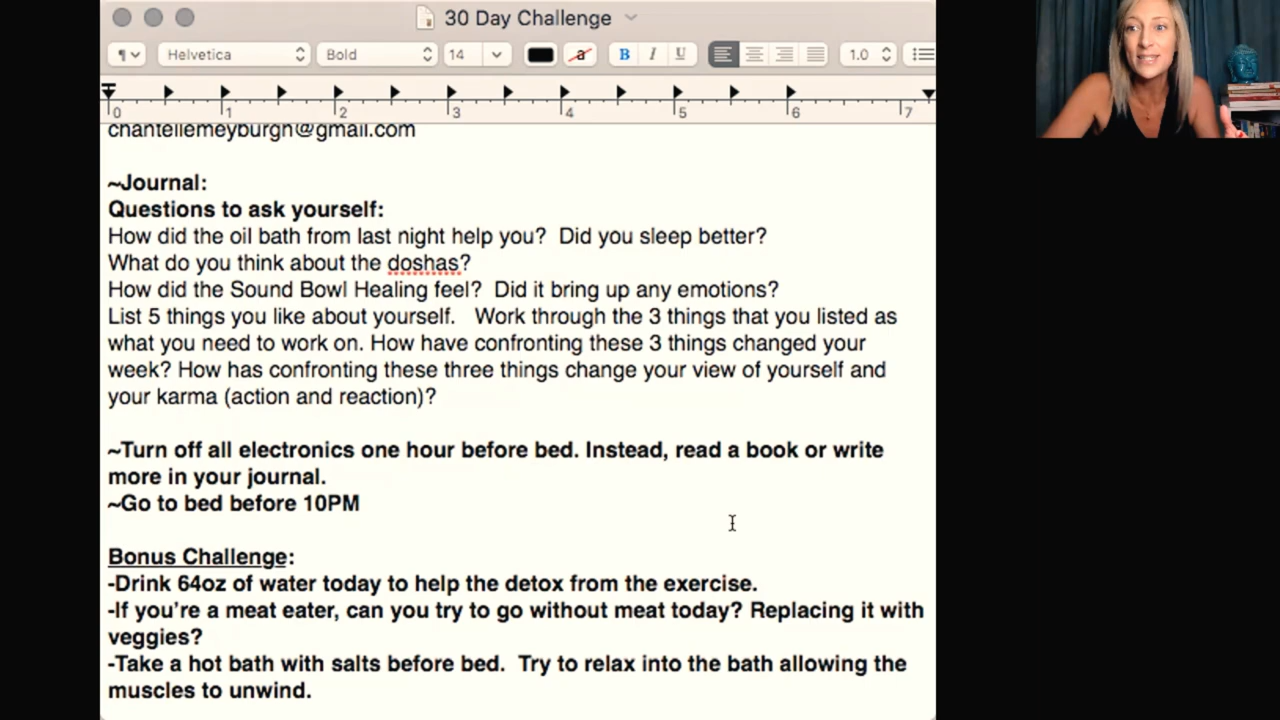 30 Day Challenge
Helvetica Bold 14 a B I U 1.0
0 1 2 3 4 5 6 7
chantellemeyburgh@gmail.com
~Journal:
Questions to ask yourself:
How did the oil bath from last night help you?  Did you sleep better?
What do you think about the doshas?
How did the Sound Bowl Healing feel?  Did it bring up any emotions?
List 5 things you like about yourself.   Work through the 3 things that you listed as
what you need to work on. How have confronting these 3 things changed your
week? How has confronting these three things change your view of yourself and
your karma (action and reaction)?
~Turn off all electronics one hour before bed. Instead, read a book or write
more in your journal.
~Go to bed before 10PM
Bonus Challenge:
-Drink 64oz of water today to help the detox from the exercise.
-If you're a meat eater, can you try to go without meat today? Replacing it with
veggies?
-Take a hot bath with salts before bed.  Try to relax into the bath allowing the
muscles to unwind.